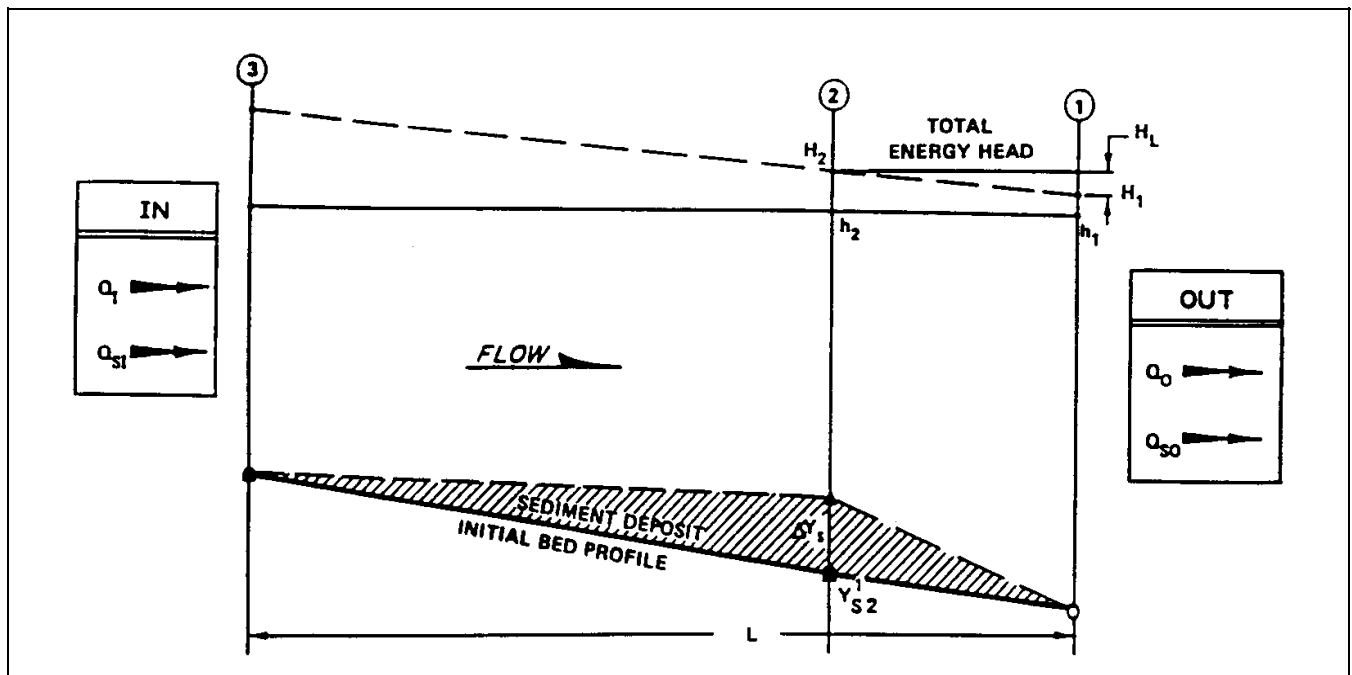 3
2
1
TOTAL
ENERGY HEAD
H2
HL
H1
IN
QI
QSI
h2
h1
OUT
QO
QSO
FLOW
SEDIMENT DEPOSIT
INITIAL BED PROFILE
ΔYs
Y1S2
L